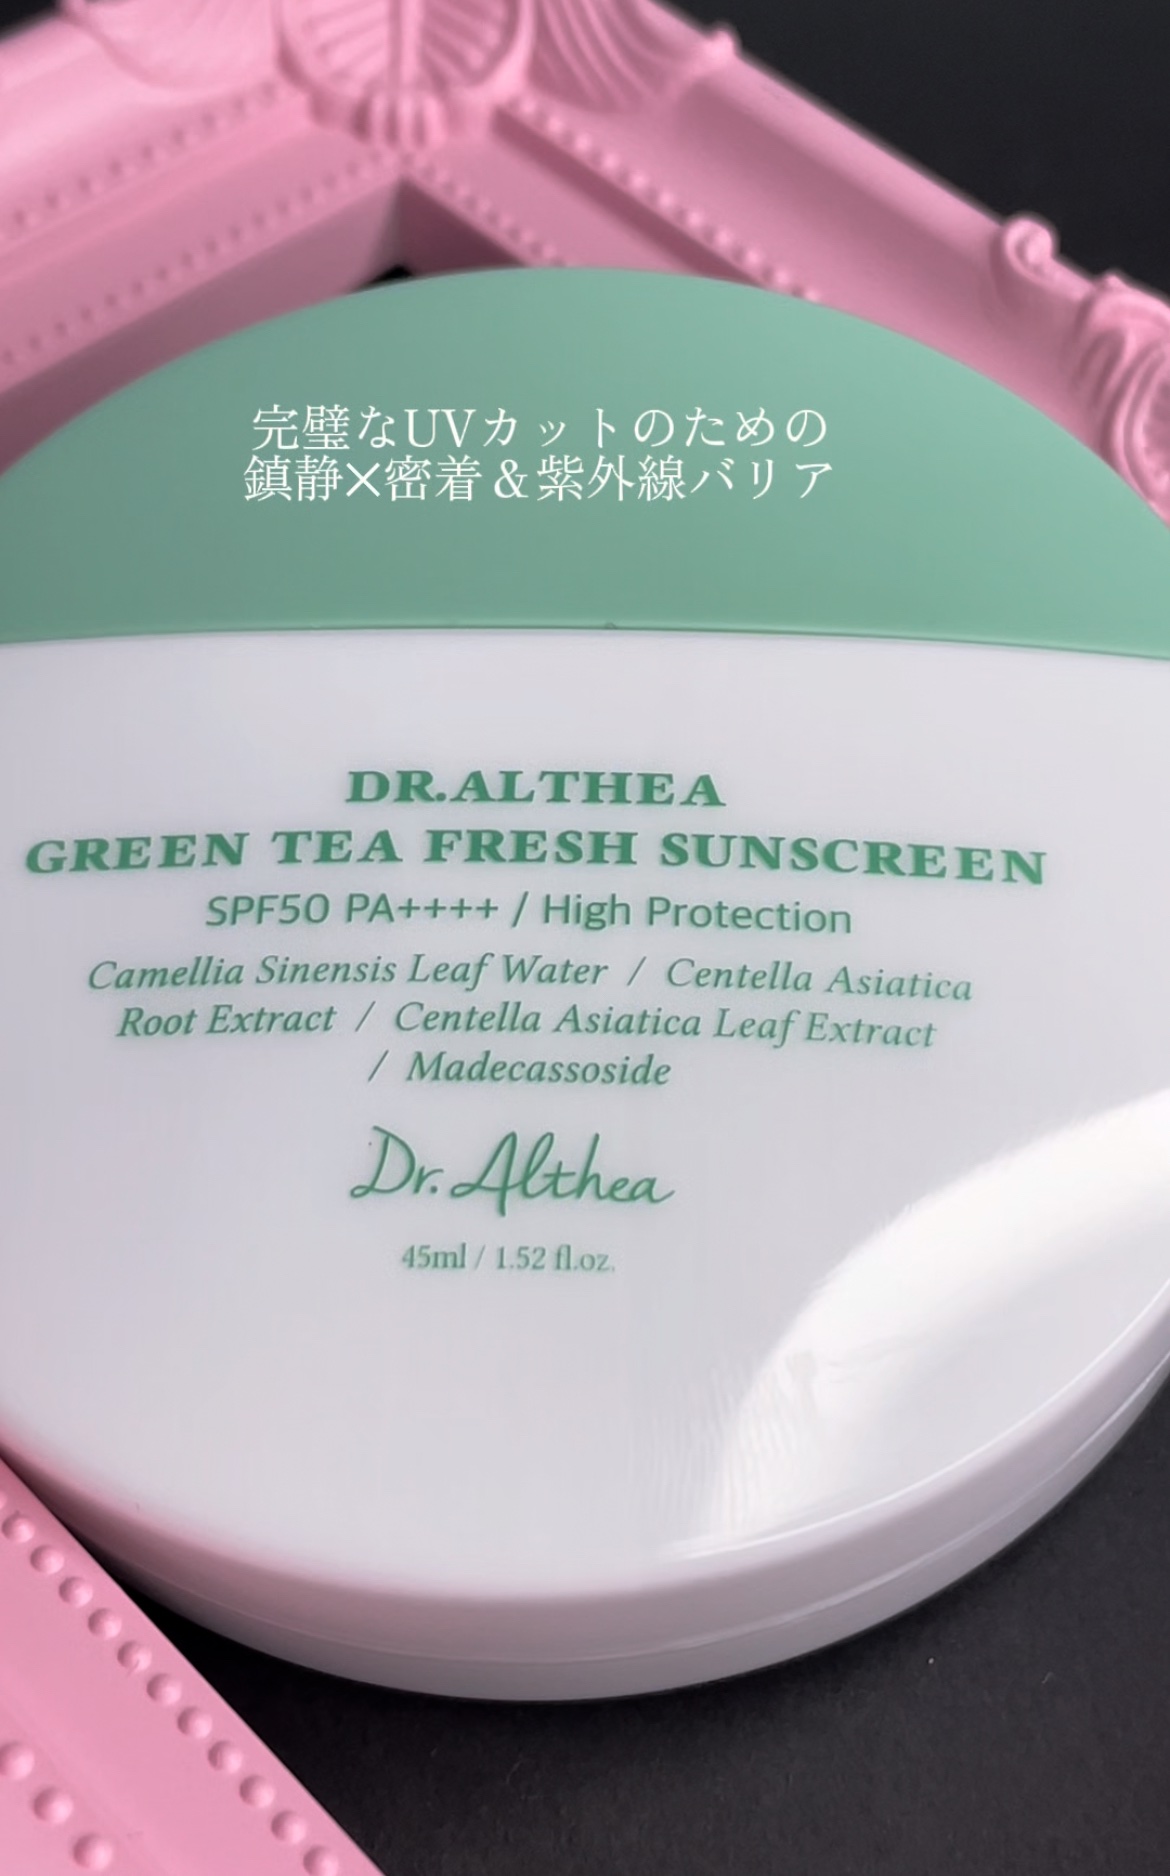 完璧なUVカットのための
鎮静×密着＆紫外線バリア
DR.ALTHEA
GREEN TEA FRESH SUNSCREEN
SPF50 PA++++ / High Protection
Camellia Sinensis Leaf Water / Centella Asiatica
Root Extract / Centella Asiatica Leaf Extract
/ Madecassoside
Dr. Althea
45ml / 1.52 fl.oz.